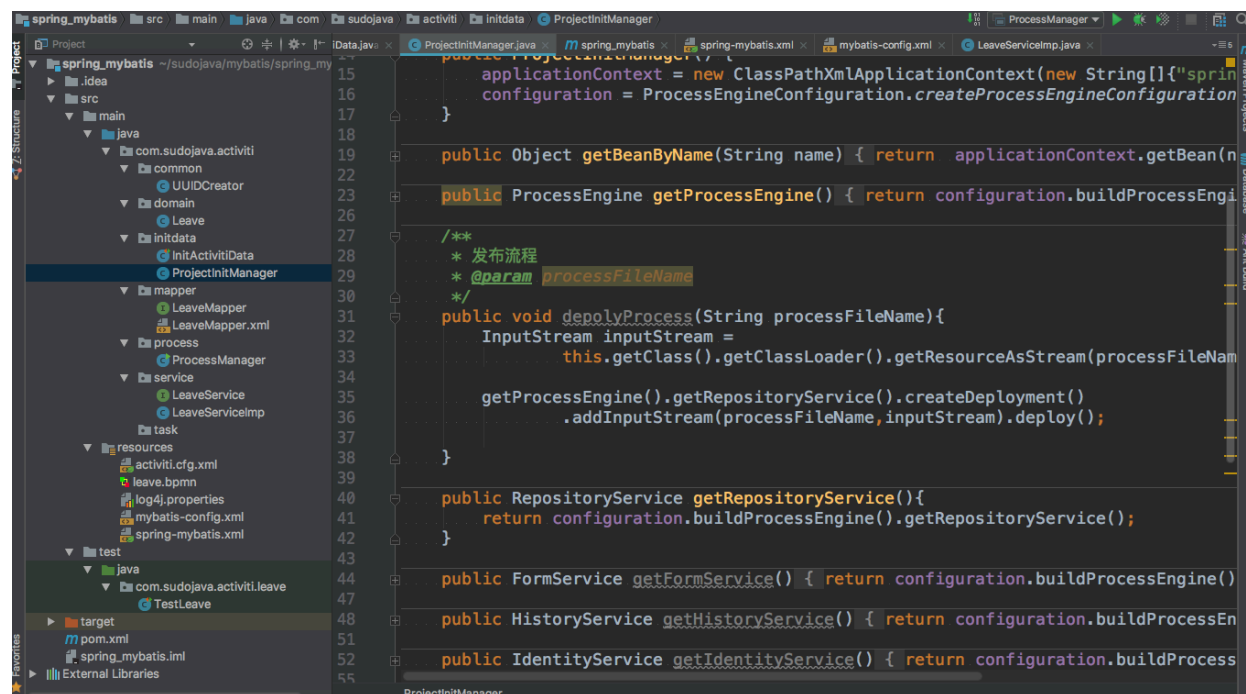 spring_mybatis src main java com sudojava activiti initdata ProjectInitManager ProcessManager
Project iData.java ProjectInitManager.java spring_mybatis spring-mybatis.xml mybatis-config.xml LeaveServiceImp.java
Project
Z: Structure
Favorites
spring_mybatis ~/sudojava/mybatis/spring_my
.idea
src
main
java
com.sudojava.activiti
common
UUIDCreator
domain
Leave
initdata
InitActivitiData
ProjectInitManager
mapper
LeaveMapper
LeaveMapper.xml
process
ProcessManager
service
LeaveService
LeaveServiceImp
task
resources
activiti.cfg.xml
leave.bpmn
log4j.properties
mybatis-config.xml
spring-mybatis.xml
test
java
com.sudojava.activiti.leave
TestLeave
target
pom.xml
spring_mybatis.iml
External Libraries
14 public ProjectInitManager() {
15 applicationContext = new ClassPathXmlApplicationContext(new String[]{"sprin
16 configuration = ProcessEngineConfiguration.createProcessEngineConfiguration
17 }
18
19 public Object getBeanByName(String name) { return applicationContext.getBean(n
22
23 public ProcessEngine getProcessEngine() { return configuration.buildProcessEngi
26
27 /**
28 * 发布流程
29 * @param processFileName
30 */
31 public void depolyProcess(String processFileName){
32 InputStream inputStream =
33 this.getClass().getClassLoader().getResourceAsStream(processFileNam
34
35 getProcessEngine().getRepositoryService().createDeployment()
36 .addInputStream(processFileName,inputStream).deploy();
37
38 }
39
40 public RepositoryService getRepositoryService(){
41 return configuration.buildProcessEngine().getRepositoryService();
42 }
43
44 public FormService getFormService() { return configuration.buildProcessEngine()
47
48 public HistoryService getHistoryService() { return configuration.buildProcessEn
51
52 public IdentityService getIdentityService() { return configuration.buildProcess
55
ProjectInitManager